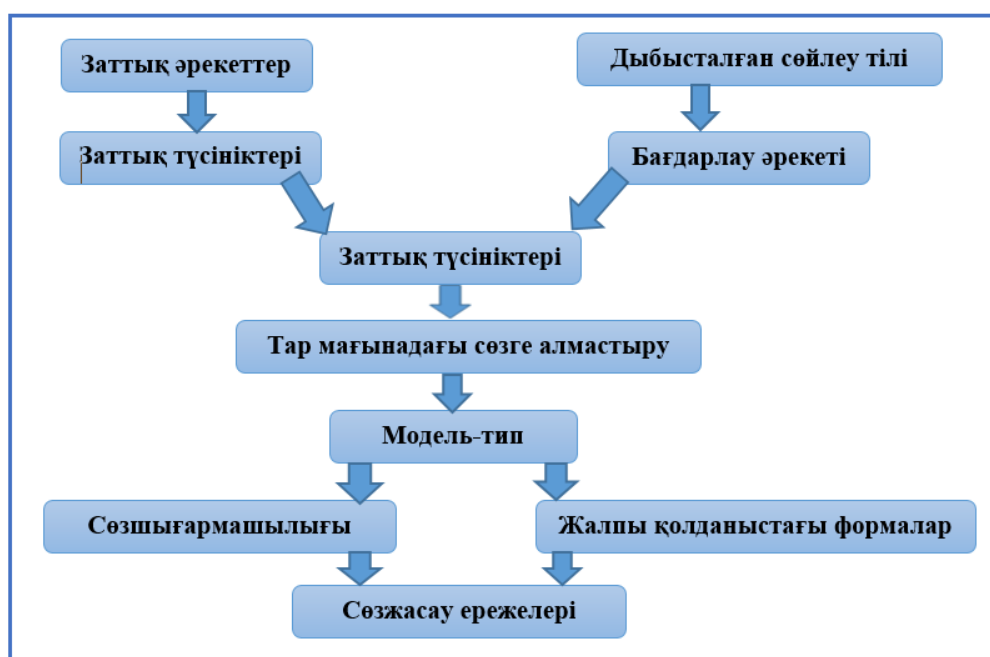 Заттық әрекеттер
Дыбысталған сөйлеу тілі
Заттық түсініктері
Бағдарлау әрекеті
Заттық түсініктері
Тар мағынадағы сөзге алмастыру
Модель-тип
Сөзшығармашылығы
Жалпы қолданыстағы формалар
Сөзжасау ережелері